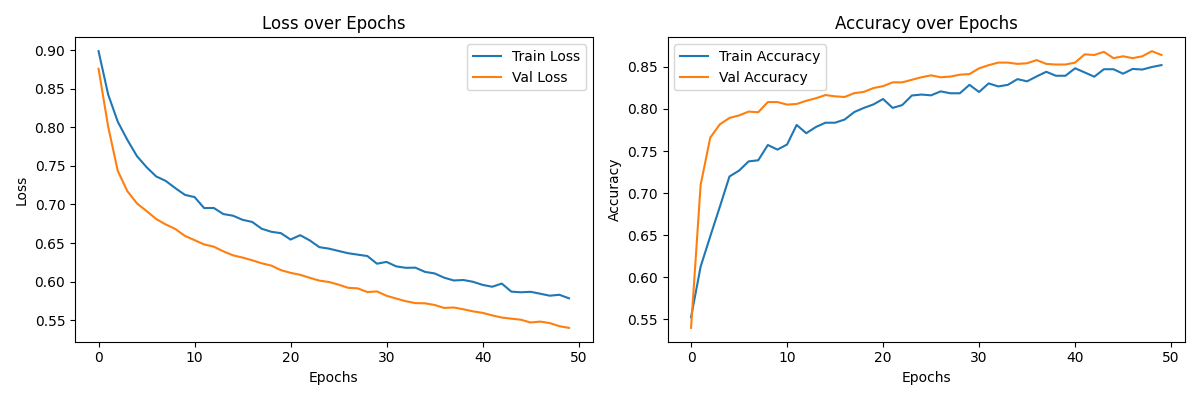 Loss over Epochs
0.90
0.85
0.80
0.75
0.70
0.65
0.60
0.55
Loss
Train Loss
Val Loss
0 10 20 30 40 50
Epochs
Accuracy over Epochs
0.85
0.80
0.75
0.70
0.65
0.60
0.55
Accuracy
Train Accuracy
Val Accuracy
0 10 20 30 40 50
Epochs